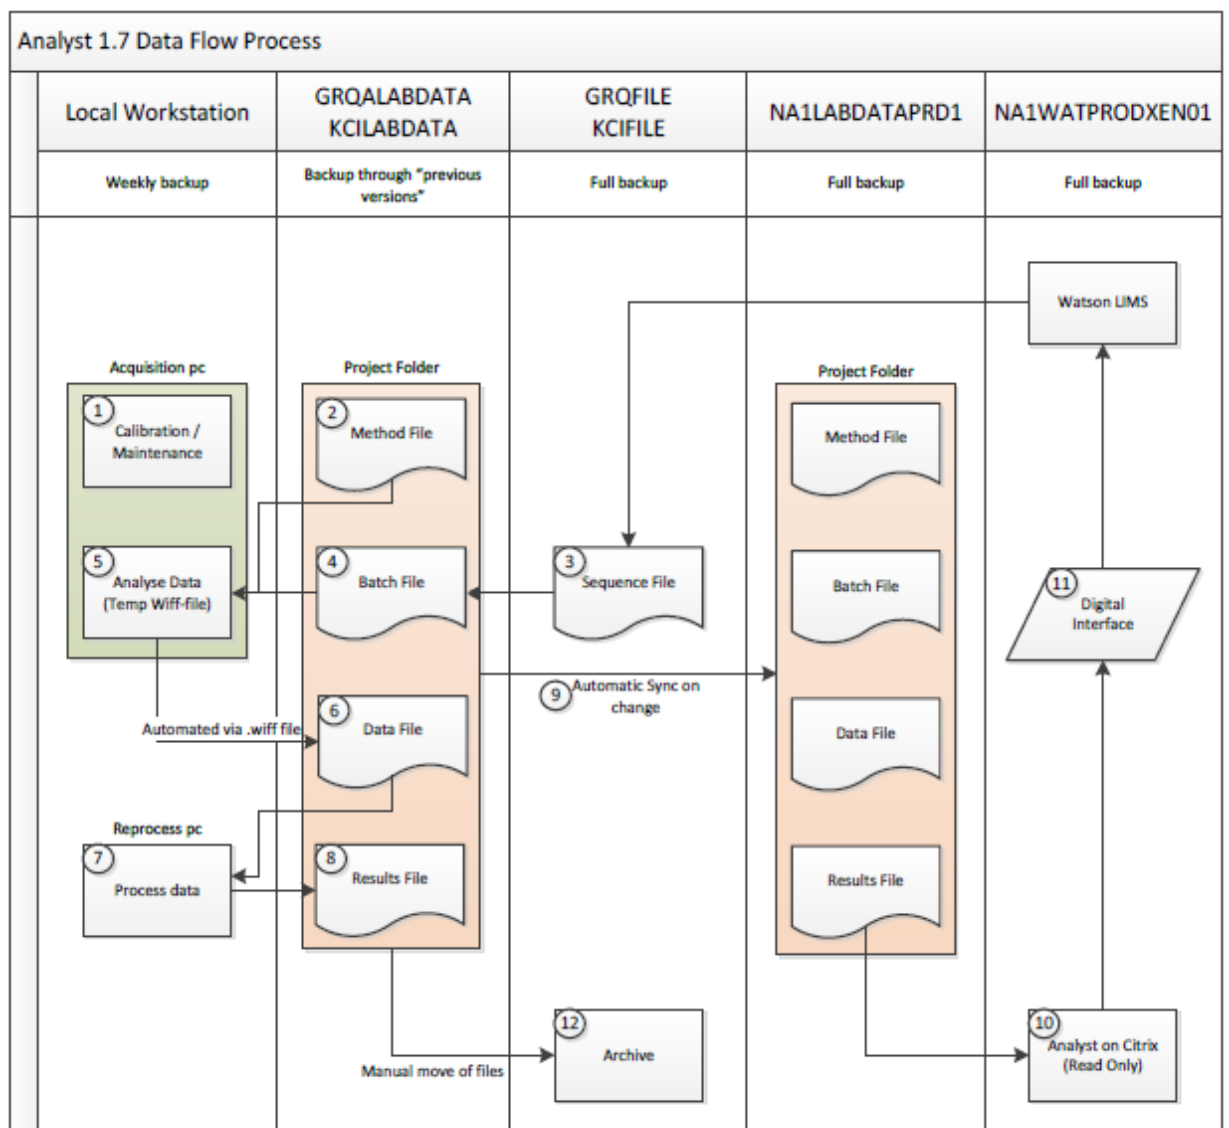 Analyst 1.7 Data Flow Process
Local Workstation
GRQALABDATA
KCILABDATA
GRQFILE
KCIFILE
NA1LABDATAPRD1
NA1WATPRODXEN01
Weekly backup
Backup through "previous
versions"
Full backup
Full backup
Full backup
Watson LIMS
Acquisition pc
Project Folder
Project Folder
1
Calibration /
Maintenance
2
Method File
Method File
5
Analyse Data
(Temp Wiff-file)
4
Batch File
3
Sequence File
Batch File
11
Digital
Interface
9
Automatic Sync on
change
Automated via .wiff file
6
Data File
Data File
Reprocess pc
7
Process data
8
Results File
Results File
12
Archive
10
Analyst on Citrix
(Read Only)
Manual move of files